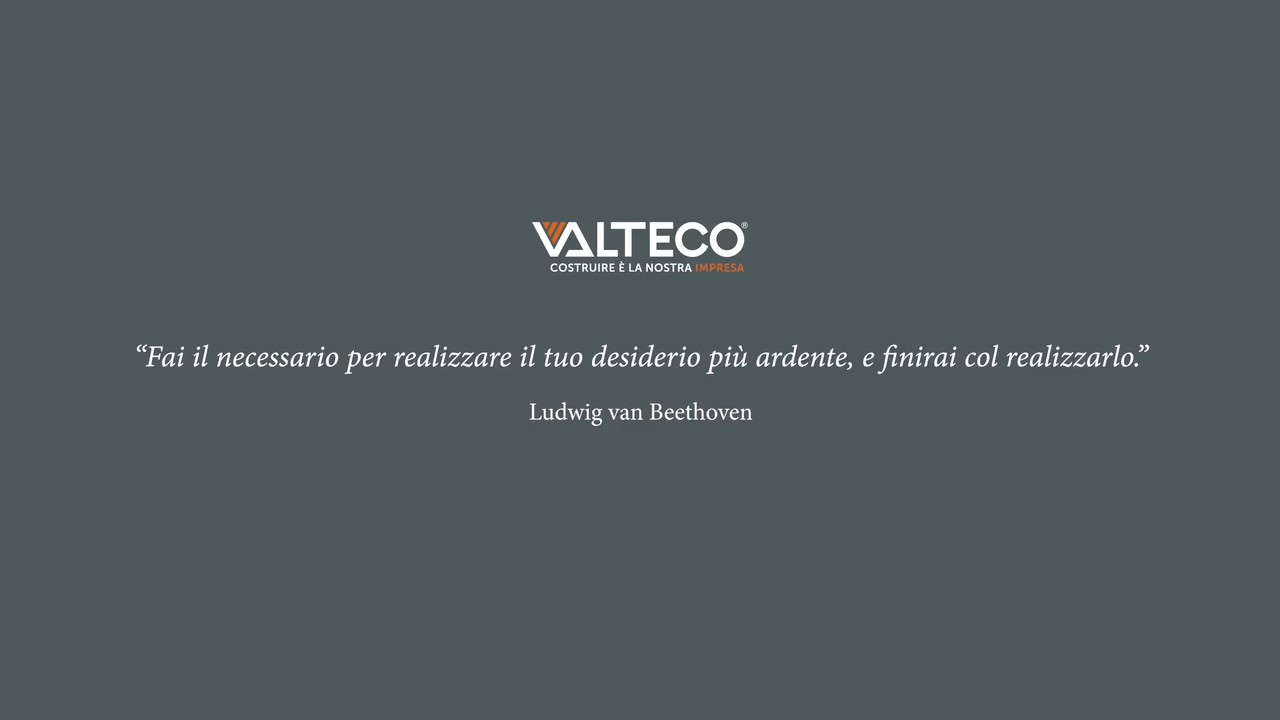 VALTECO®
COSTRUIRE È LA NOSTRA IMPRESA
“Fai il necessario per realizzare il tuo desiderio più ardente, e finirai col realizzarlo.”
Ludwig van Beethoven